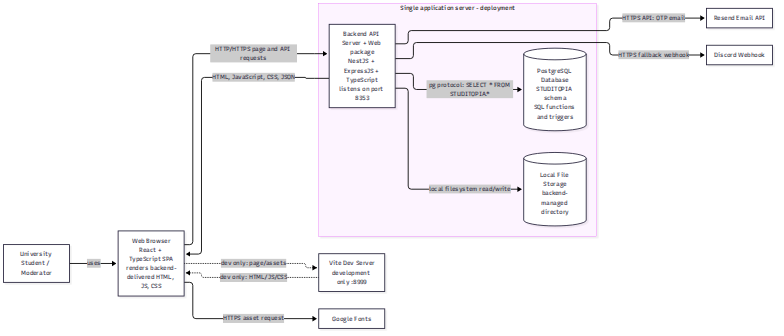 Single application server - deployment
HTTPS API: OTP email
Resend Email API
HTTPS fallback webhook
Discord Webhook
Backend API
Server + Web
package
NestJS +
ExpressJS +
TypeScript
listens on port
8353
HTTP/HTTPS page and API
requests
HTML, JavaScript, CSS, JSON
pg protocol: SELECT * FROM
STUDITOPIA.*
PostgreSQL
Database
STUDITOPIA
schema
SQL functions
and triggers
local filesystem read/write
Local File
Storage
backend-
managed
directory
University
Student /
Moderator
uses
Web Browser
React +
TypeScript SPA
renders backend-
delivered HTML,
JS, CSS
dev only: page/assets
dev only: HTML/JS/CSS
Vite Dev Server
development
only :8999
HTTPS asset request
Google Fonts